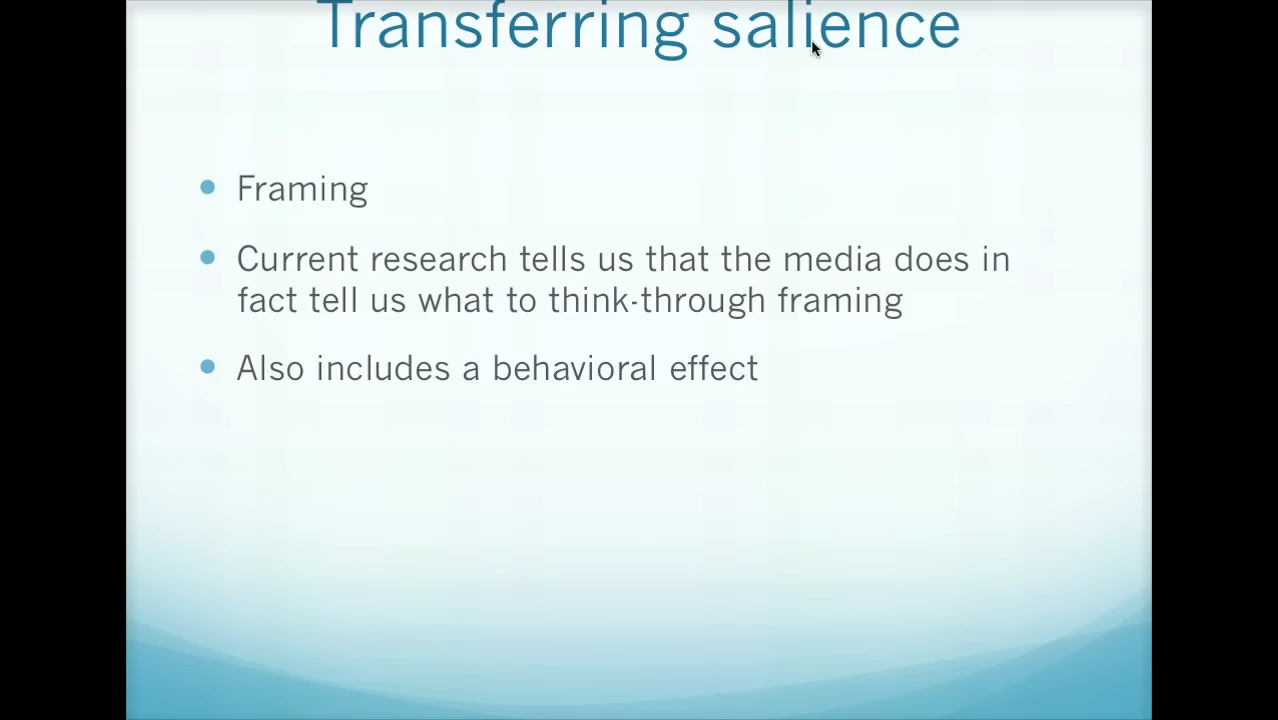 Transferring salience
Framing
Current research tells us that the media does in
fact tell us what to think-through framing
Also includes a behavioral effect